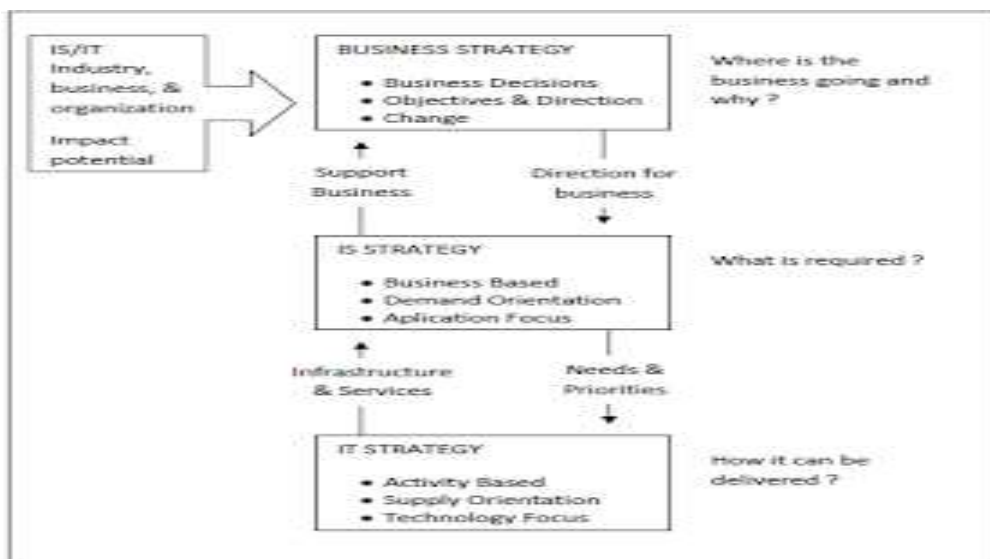 IS/IT
Industry,
business, &
organization
Impact
potential
BUSINESS STRATEGY
• Business Decisions
• Objectives & Direction
• Change
Where is the
business going and
why ?
Support
Business
Direction for
business
IS STRATEGY
• Business Based
• Demand Orientation
• Aplication Focus
What is required ?
Infrastructure
& Services
Needs &
Priorities
IT STRATEGY
• Activity Based
• Supply Orientation
• Technology Focus
How it can be
delivered ?